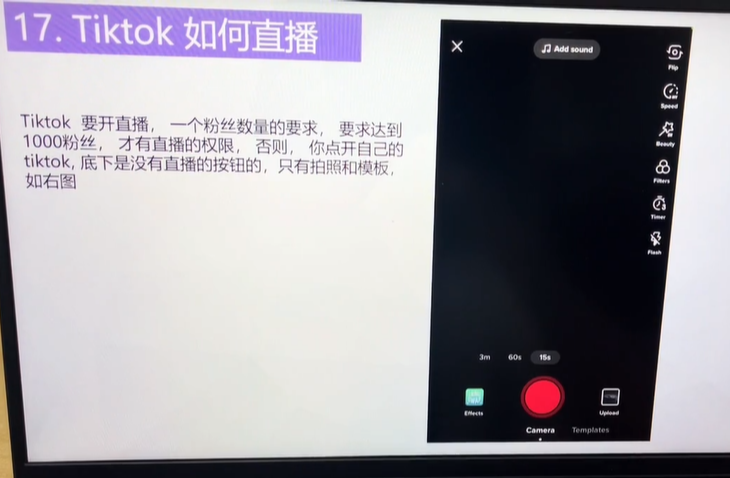 17. Tiktok 如何直播
Tiktok 要开直播， 一个粉丝数量的要求， 要求达到
1000粉丝， 才有直播的权限， 否则， 你点开自己的
tiktok, 底下是没有直播的按钮的，只有拍照和模板，
如右图
Add sound
Flip
Speed
Beauty
Filters
Timer
Flash
3m 60s 15s
Effects
Upload
Camera Templates